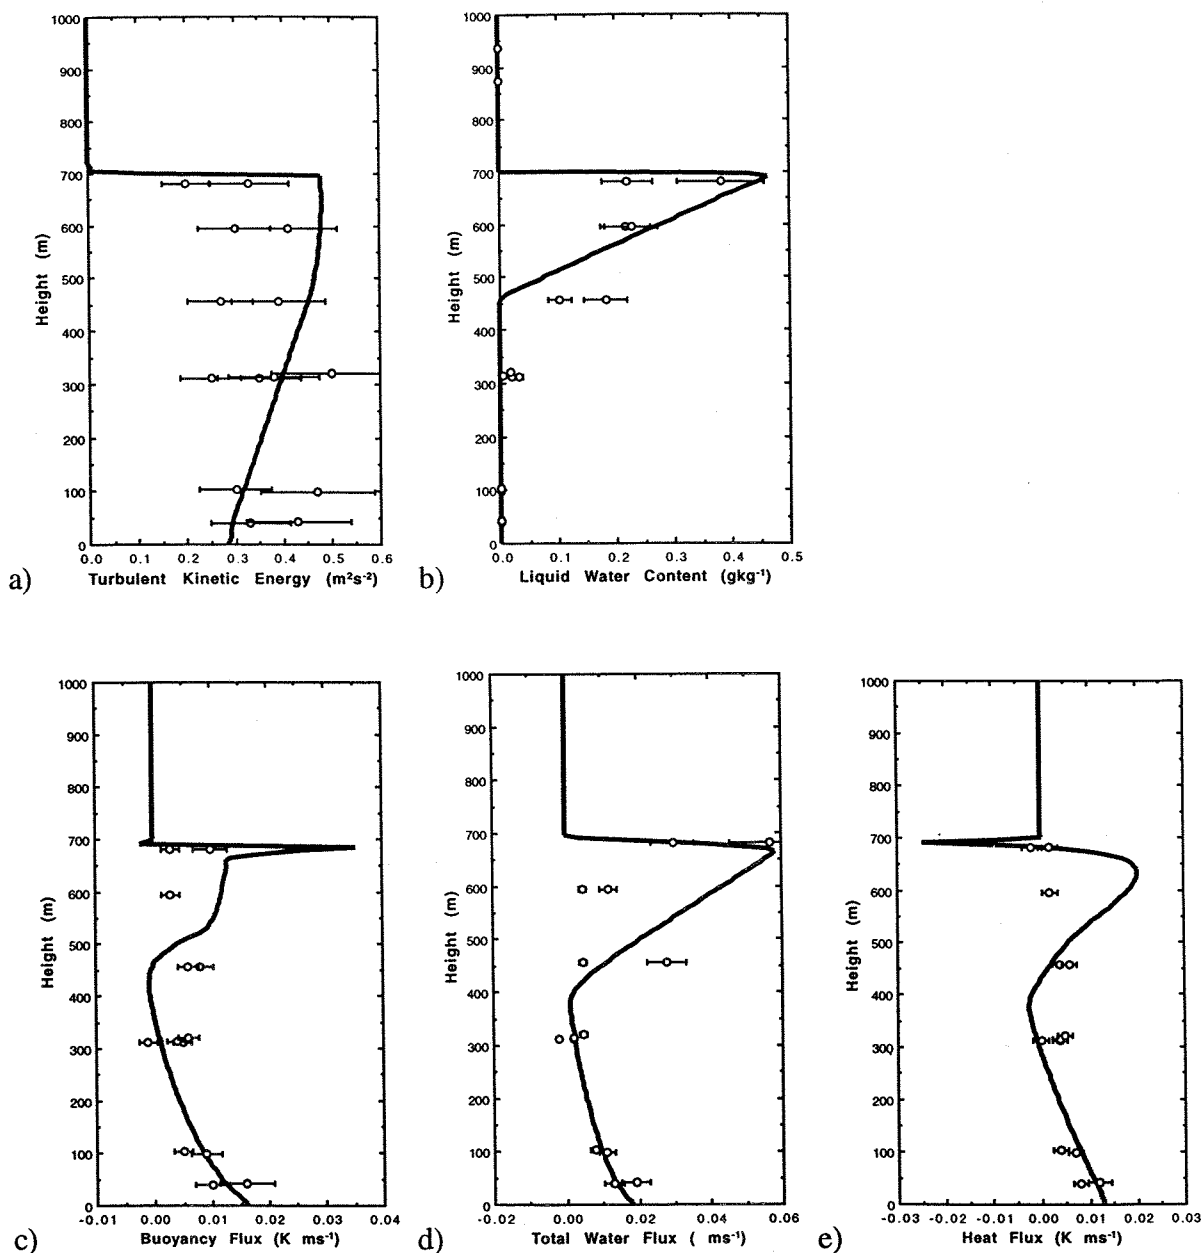 1000
900
800
700
600
500
400
300
200
100
0
Height (m)
0.0 0.1 0.2 0.3 0.4 0.5 0.6
Turbulent Kinetic Energy (m²s⁻²)
a)
1000
900
800
700
600
500
400
300
200
100
0
Height (m)
0.0 0.1 0.2 0.3 0.4 0.5
Liquid Water Content (gkg⁻¹)
b)
1000
900
800
700
600
500
400
300
200
100
0
Height (m)
-0.01 0.00 0.01 0.02 0.03 0.04
Buoyancy Flux (K ms⁻¹)
c)
1000
900
800
700
600
500
400
300
200
100
0
Height (m)
-0.02 0.00 0.02 0.04 0.06
Total Water Flux ( ms⁻¹)
d)
1000
900
800
700
600
500
400
300
200
100
0
Height (m)
-0.03 -0.02 -0.01 0.00 0.01 0.02 0.03
Heat Flux (K ms⁻¹)
e)